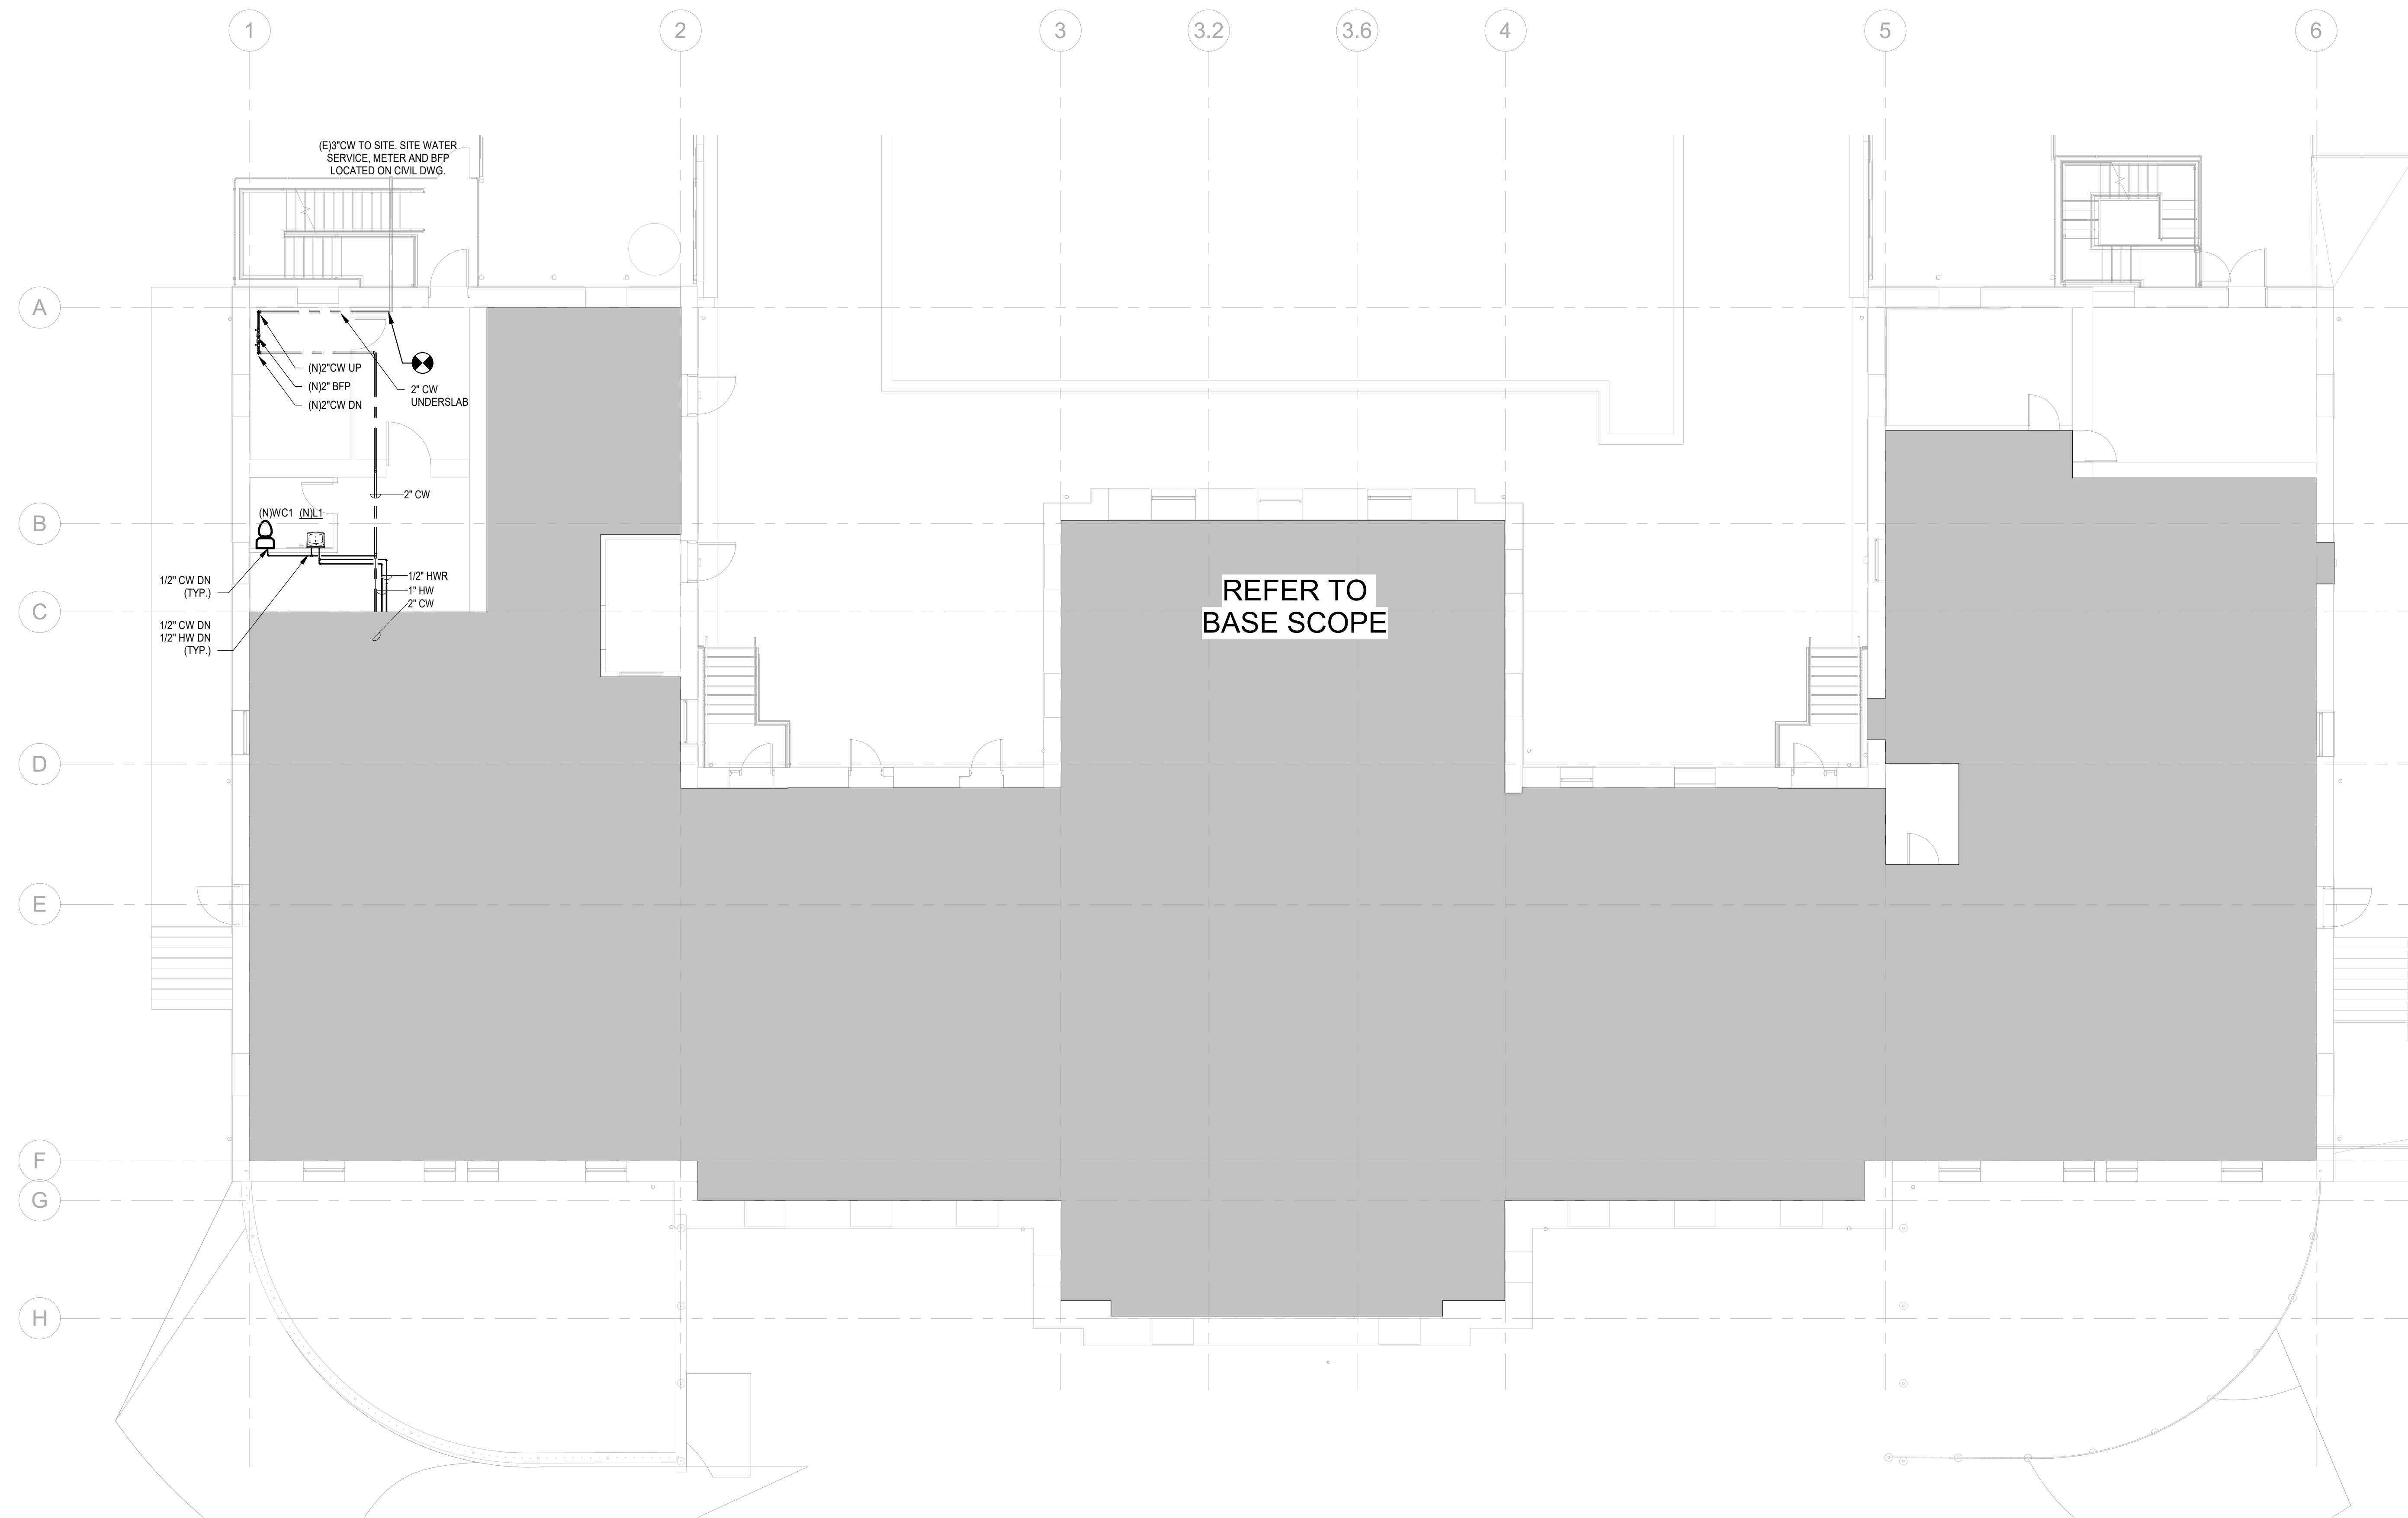 1
2
3
3.2
3.6
4
5
6
(E)3"CW TO SITE. SITE WATER
SERVICE, METER AND BFP
LOCATED ON CIVIL DWG.
A
(N)2"CW UP
(N)2" BFP
(N)2"CW DN
2" CW
UNDERSLAB
2" CW
B
(N)WC1
(N)L1
1/2" CW DN
(TYP.)
1/2" HWR
1" HW
2" CW
C
1/2" CW DN
1/2" HW DN
(TYP.)
REFER TO
BASE SCOPE
D
E
F
G
H